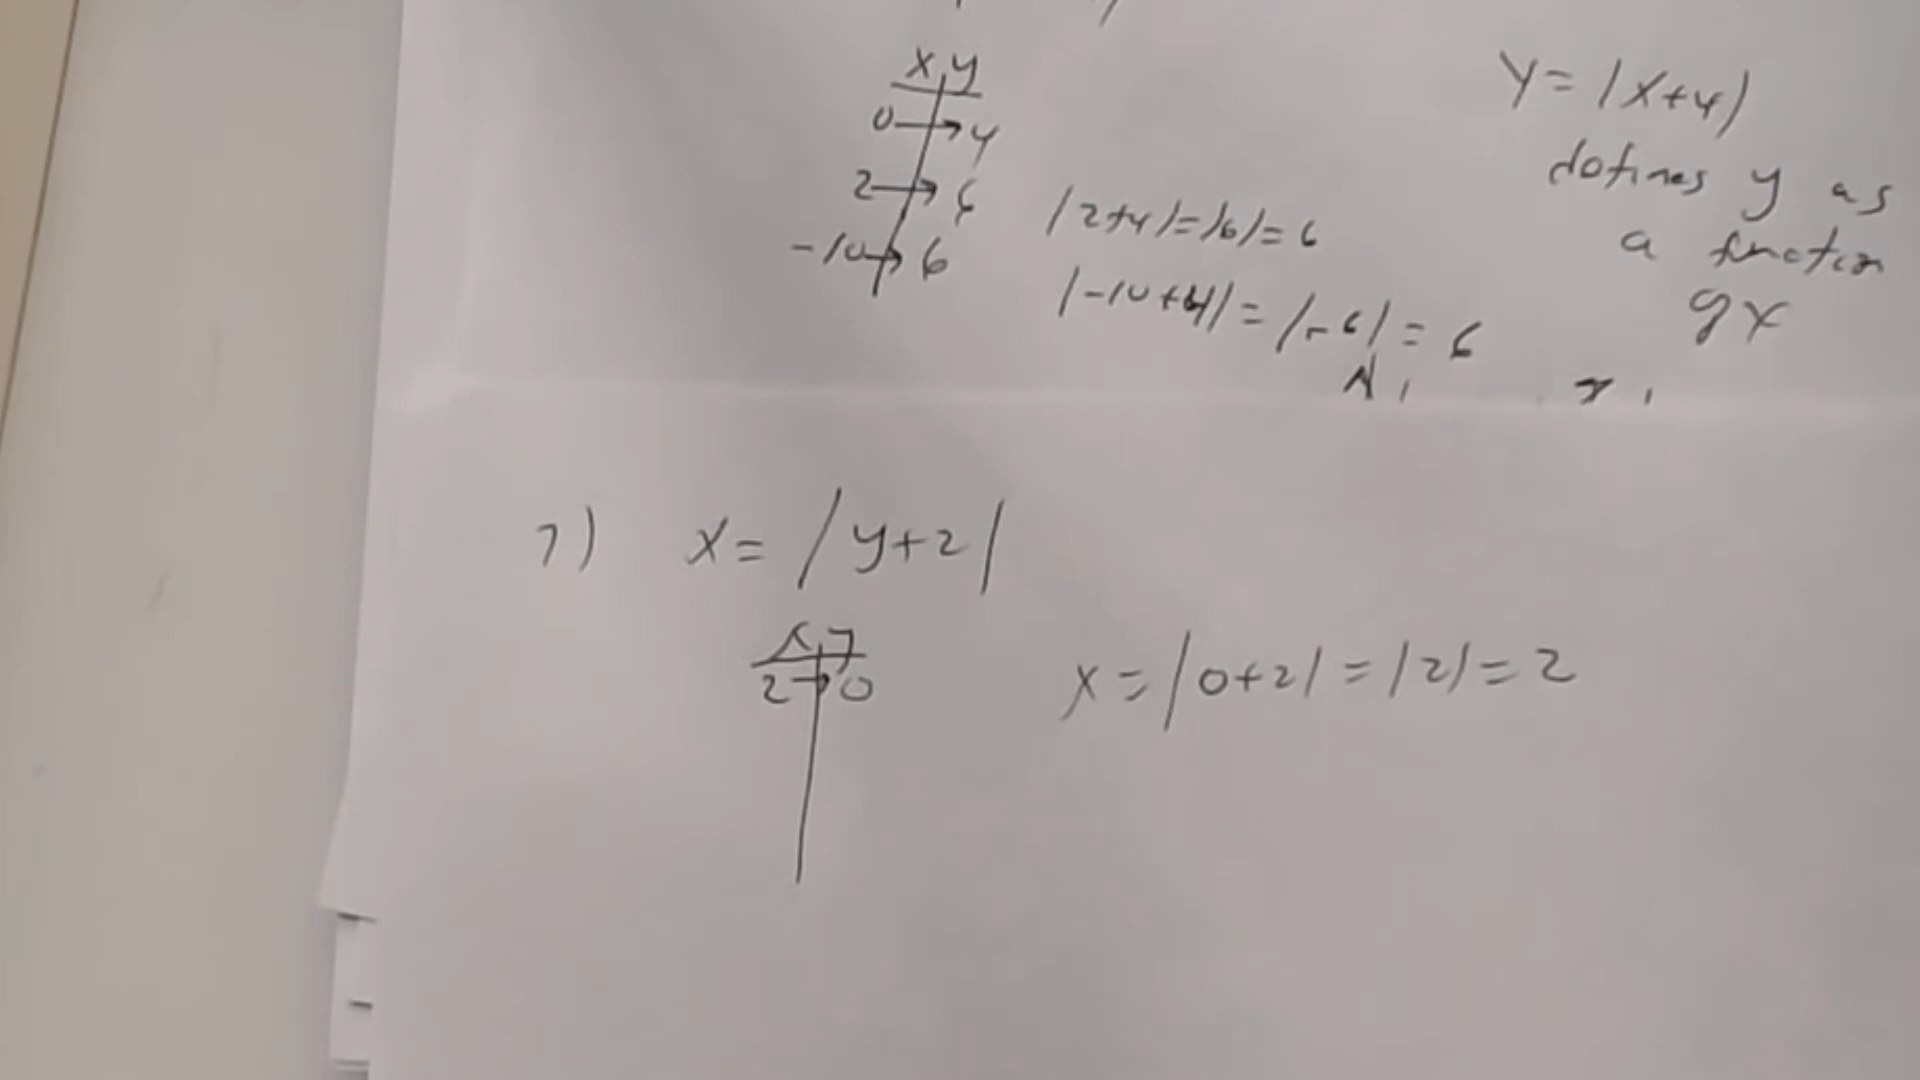 x y
0 → 4
2 → 6
-10 → 6
|2+4|=|6|=6
|-10+4|=|-6|=6
y=|x+4|
defines y as
a function
of x
7) x=|y+2|
x y
2 → 0
x=|0+2|=|2|=2